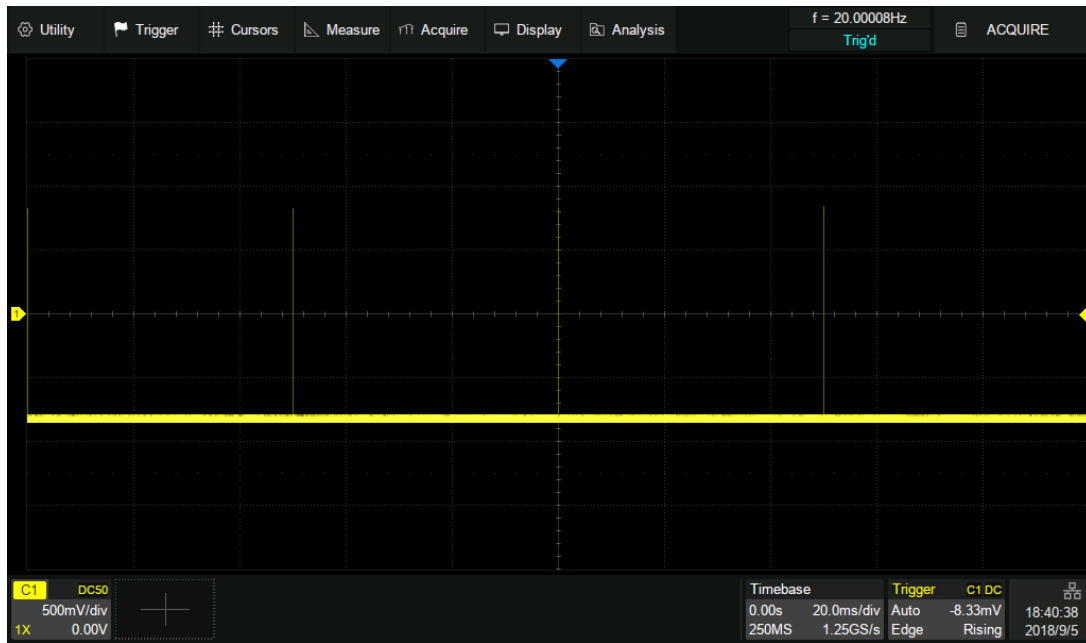 Utility Trigger Cursors Measure Acquire Display Analysis
f = 20.00008Hz
Trig'd
ACQUIRE
1
C1 DC50
500mV/div
1X 0.00V
Timebase
0.00s 20.0ms/div
250MS 1.25GS/s
Trigger C1 DC
Auto -8.33mV
Edge Rising
18:40:38
2018/9/5